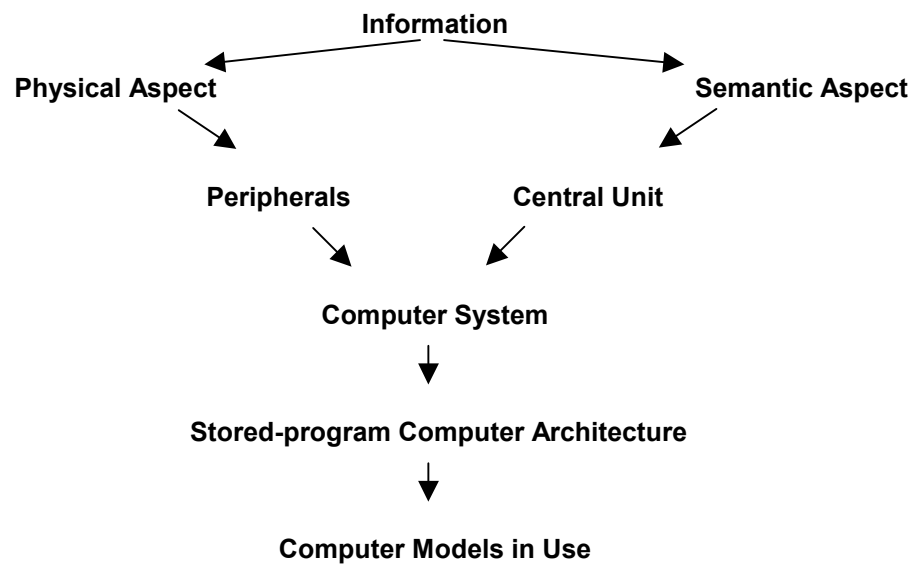 Information
Physical Aspect
Semantic Aspect
Peripherals
Central Unit
Computer System
Stored-program Computer Architecture
Computer Models in Use